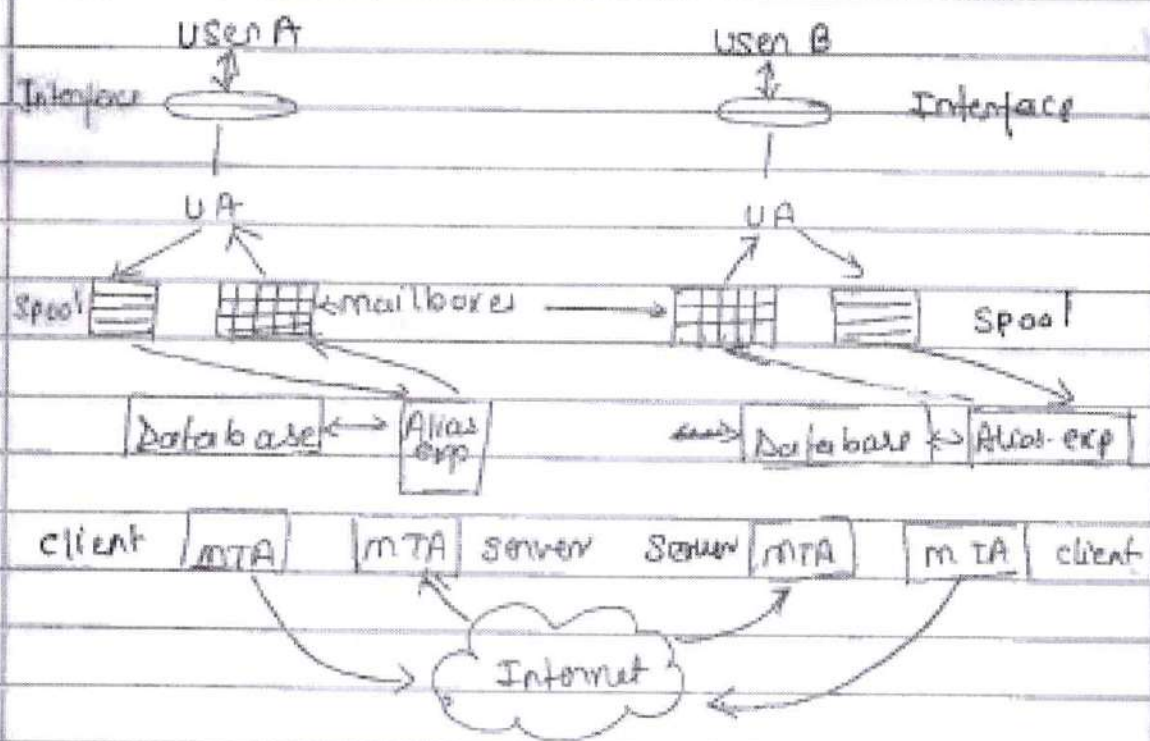 User A User B
Interface Interface
UA UA
Spool mailboxes Spool
Database Alias exp Database Alias-exp
client MTA MTA server Server MTA MTA client
Internet